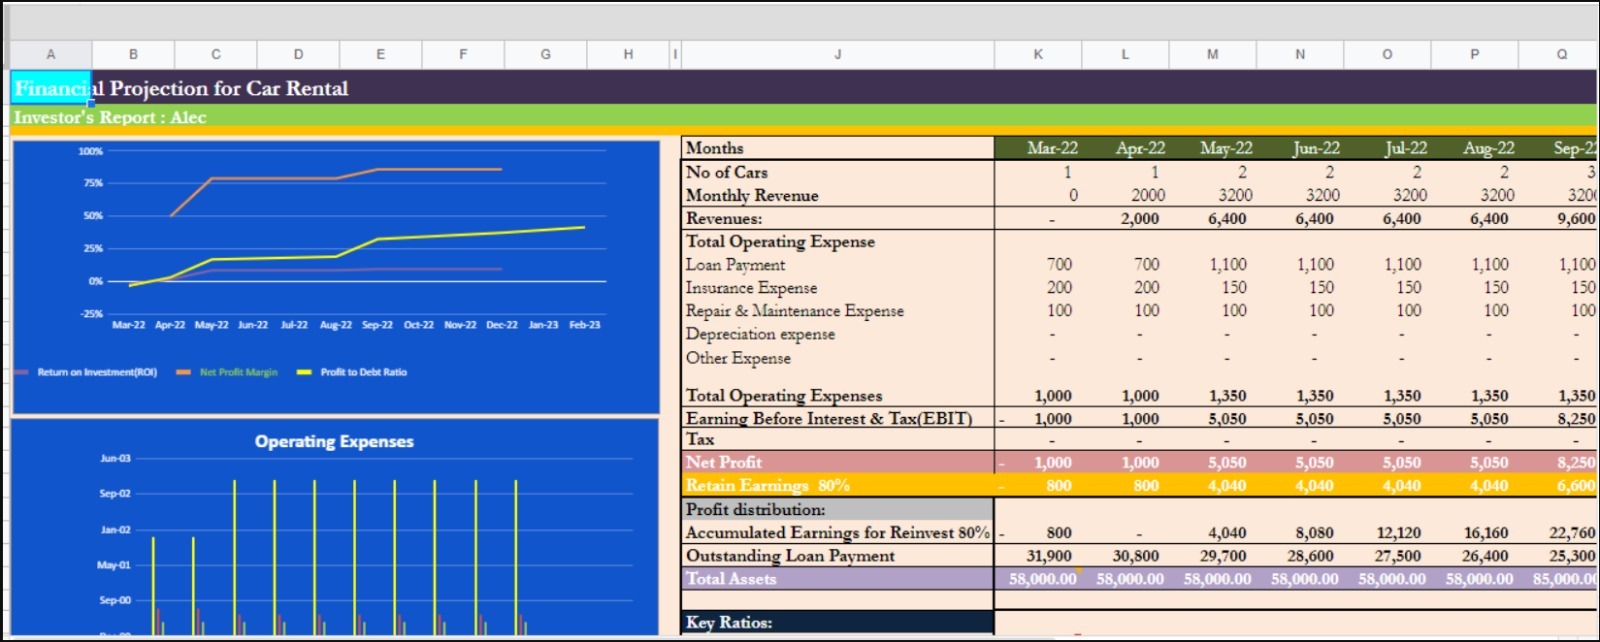 A B C D E F G H I J K L M N O P Q
Financial Projection for Car Rental
Investor's Report : Alec
100%
75%
50%
25%
0%
-25%
Mar-22 Apr-22 May-22 Jun-22 Jul-22 Aug-22 Sep-22 Oct-22 Nov-22 Dec-22 Jan-23 Feb-23
Return on Investment(ROI) Net Profit Margin Profit to Debt Ratio
Operating Expenses
Jun-03
Sep-02
Jan-02
May-01
Sep-00
Months Mar-22 Apr-22 May-22 Jun-22 Jul-22 Aug-22 Sep-22
No of Cars 1 1 2 2 2 2 3
Monthly Revenue 0 2000 3200 3200 3200 3200 3200
Revenues: - 2,000 6,400 6,400 6,400 6,400 9,600
Total Operating Expense
Loan Payment 700 700 1,100 1,100 1,100 1,100 1,100
Insurance Expense 200 200 150 150 150 150 150
Repair & Maintenance Expense 100 100 100 100 100 100 100
Depreciation expense - - - - - - -
Other Expense - - - - - - -
Total Operating Expenses 1,000 1,000 1,350 1,350 1,350 1,350 1,350
Earning Before Interest & Tax(EBIT) - 1,000 1,000 5,050 5,050 5,050 5,050 8,250
Tax - - - - - - -
Net Profit - 1,000 1,000 5,050 5,050 5,050 5,050 8,250
Retain Earnings 80% - 800 800 4,040 4,040 4,040 4,040 6,600
Profit distribution:
Accumulated Earnings for Reinvest 80% - 800 - 4,040 8,080 12,120 16,160 22,760
Outstanding Loan Payment 31,900 30,800 29,700 28,600 27,500 26,400 25,300
Total Assets 58,000.00 58,000.00 58,000.00 58,000.00 58,000.00 58,000.00 85,000.00
Key Ratios: